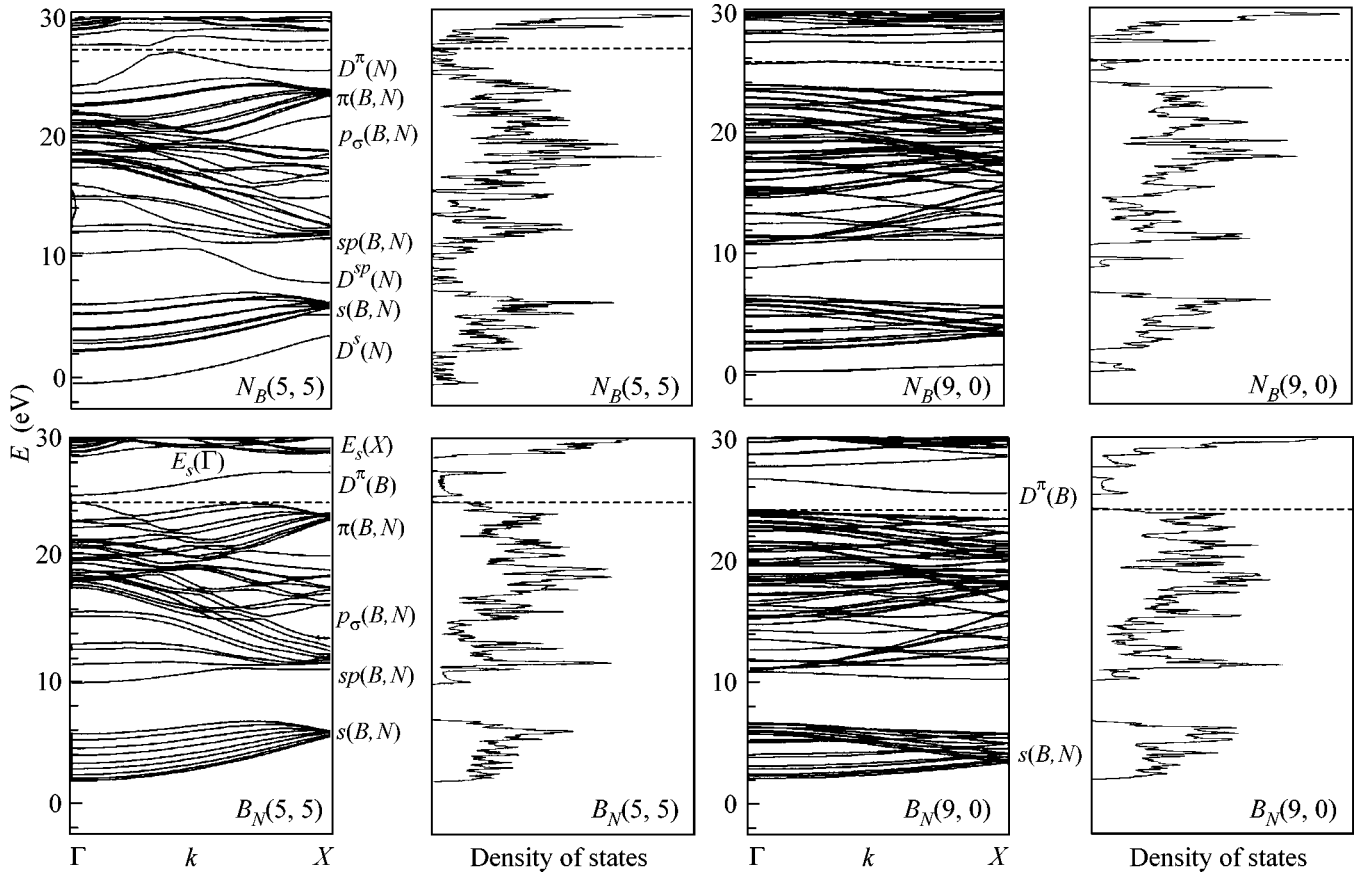 30
20
10
0
D^π(N)
π(B, N)
p_σ(B, N)
sp(B, N)
D^sp(N)
s(B, N)
D^s(N)
N_B(5, 5)
N_B(5, 5)
30
20
10
0
N_B(9, 0)
N_B(9, 0)
E (eV)
30
20
10
0
E_s(X)
E_s(Γ)
D^π(B)
π(B, N)
p_σ(B, N)
sp(B, N)
s(B, N)
B_N(5, 5)
B_N(5, 5)
30
20
10
0
D^π(B)
s(B, N)
B_N(9, 0)
B_N(9, 0)
Γ k X
Density of states
Γ k X
Density of states